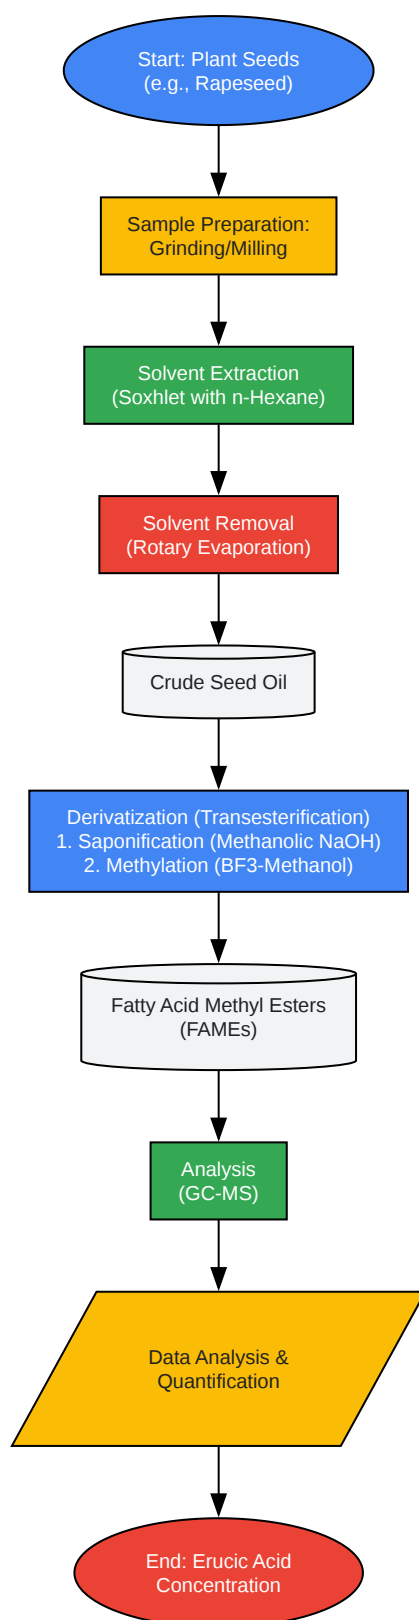 Start: Plant Seeds
(e.g., Rapeseed)
Sample Preparation:
Grinding/Milling
Solvent Extraction
(Soxhlet with n-Hexane)
Solvent Removal
(Rotary Evaporation)
Crude Seed Oil
Derivatization (Transesterification)
1. Saponification (Methanolic NaOH)
2. Methylation (BF3-Methanol)
Fatty Acid Methyl Esters
(FAMEs)
Analysis
(GC-MS)
Data Analysis &
Quantification
End: Erucic Acid
Concentration